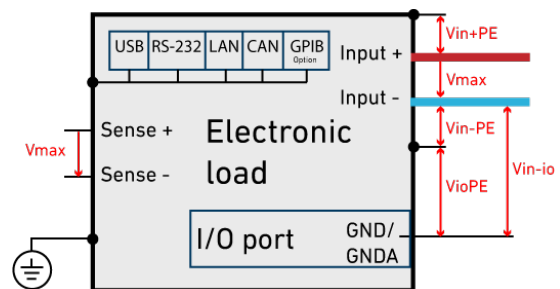 USB RS-232 LAN CAN GPIB
Option
Input +
Input -
Vin+PE
Vmax
Vin-PE
VioPE
Vin-io
Vmax
Sense +
Sense -
Electronic
load
I/O port
GND/
GNDA